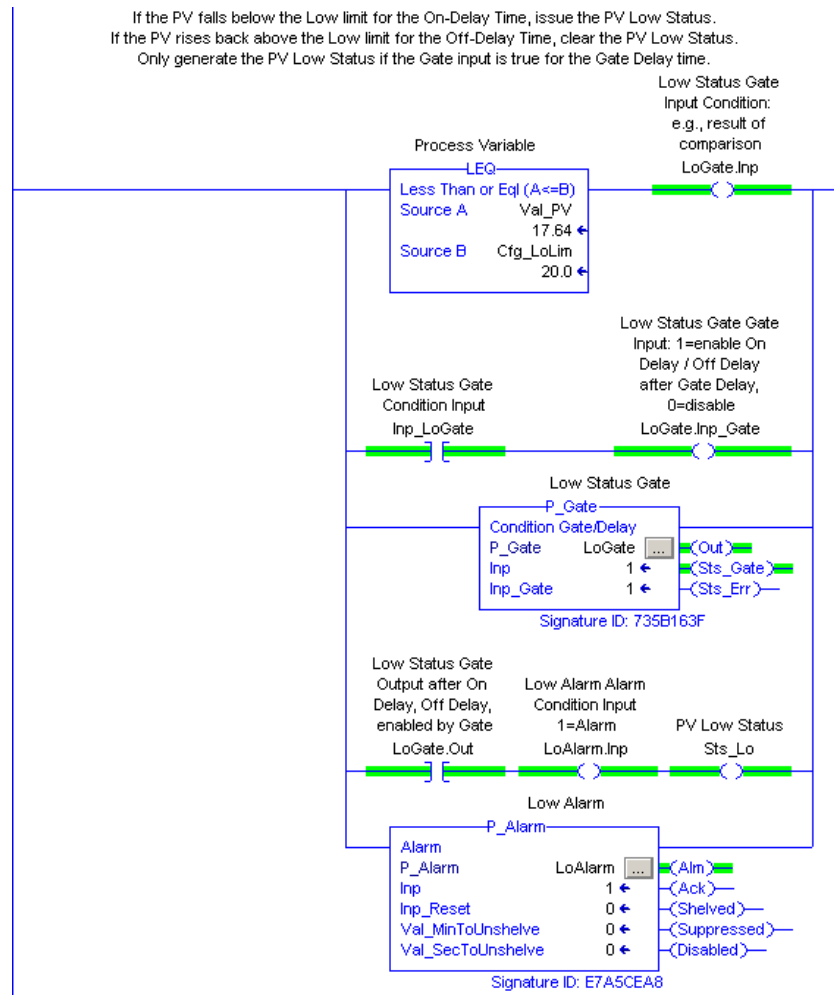 If the PV falls below the Low limit for the On-Delay Time, issue the PV Low Status.
If the PV rises back above the Low limit for the Off-Delay Time, clear the PV Low Status.
Only generate the PV Low Status if the Gate input is true for the Gate Delay time.
Low Status Gate
Input Condition:
e.g., result of
comparison
LoGate.Inp
Process Variable
LEQ
Less Than or Eql (A<=B)
Source A Val_PV
17.64
Source B Cfg_LoLim
20.0
Low Status Gate Gate
Input: 1=enable On
Delay / Off Delay
after Gate Delay,
0=disable
LoGate.Inp_Gate
Low Status Gate
Condition Input
Inp_LoGate
Low Status Gate
P_Gate
Condition Gate/Delay
P_Gate LoGate ... (Out)
Inp 1 (Sts_Gate)
Inp_Gate 1 (Sts_Err)
Signature ID: 735B163F
Low Status Gate
Output after On
Delay, Off Delay,
enabled by Gate
LoGate.Out
Low Alarm Alarm
Condition Input
1=Alarm
LoAlarm.Inp
PV Low Status
Sts_Lo
Low Alarm
P_Alarm
Alarm
P_Alarm LoAlarm ... (Alm)
Inp 1 (Ack)
Inp_Reset 0 (Shelved)
Val_MinToUnshelve 0 (Suppressed)
Val_SecToUnshelve 0 (Disabled)
Signature ID: E7A5CEA8